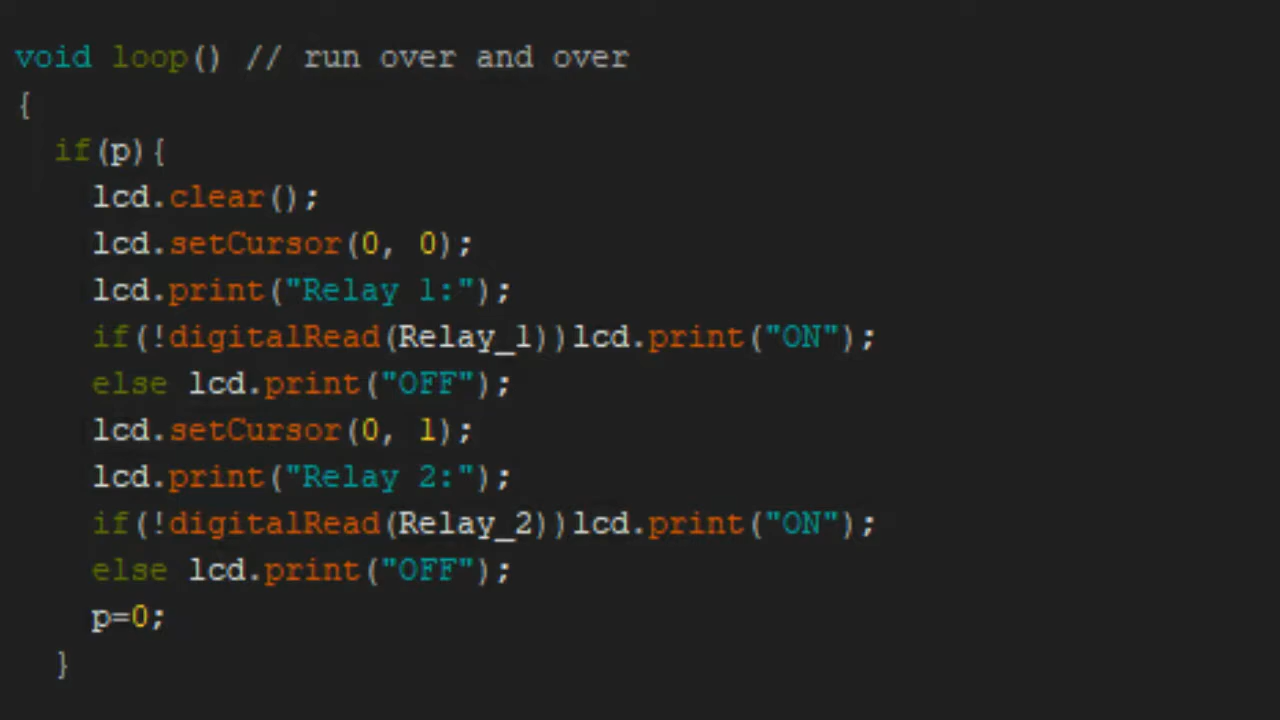 void loop() // run over and over
{
if(p){
lcd.clear();
lcd.setCursor(0, 0);
lcd.print("Relay 1:");
if(!digitalRead(Relay_1))lcd.print("ON");
else lcd.print("OFF");
lcd.setCursor(0, 1);
lcd.print("Relay 2:");
if(!digitalRead(Relay_2))lcd.print("ON");
else lcd.print("OFF");
p=0;
}